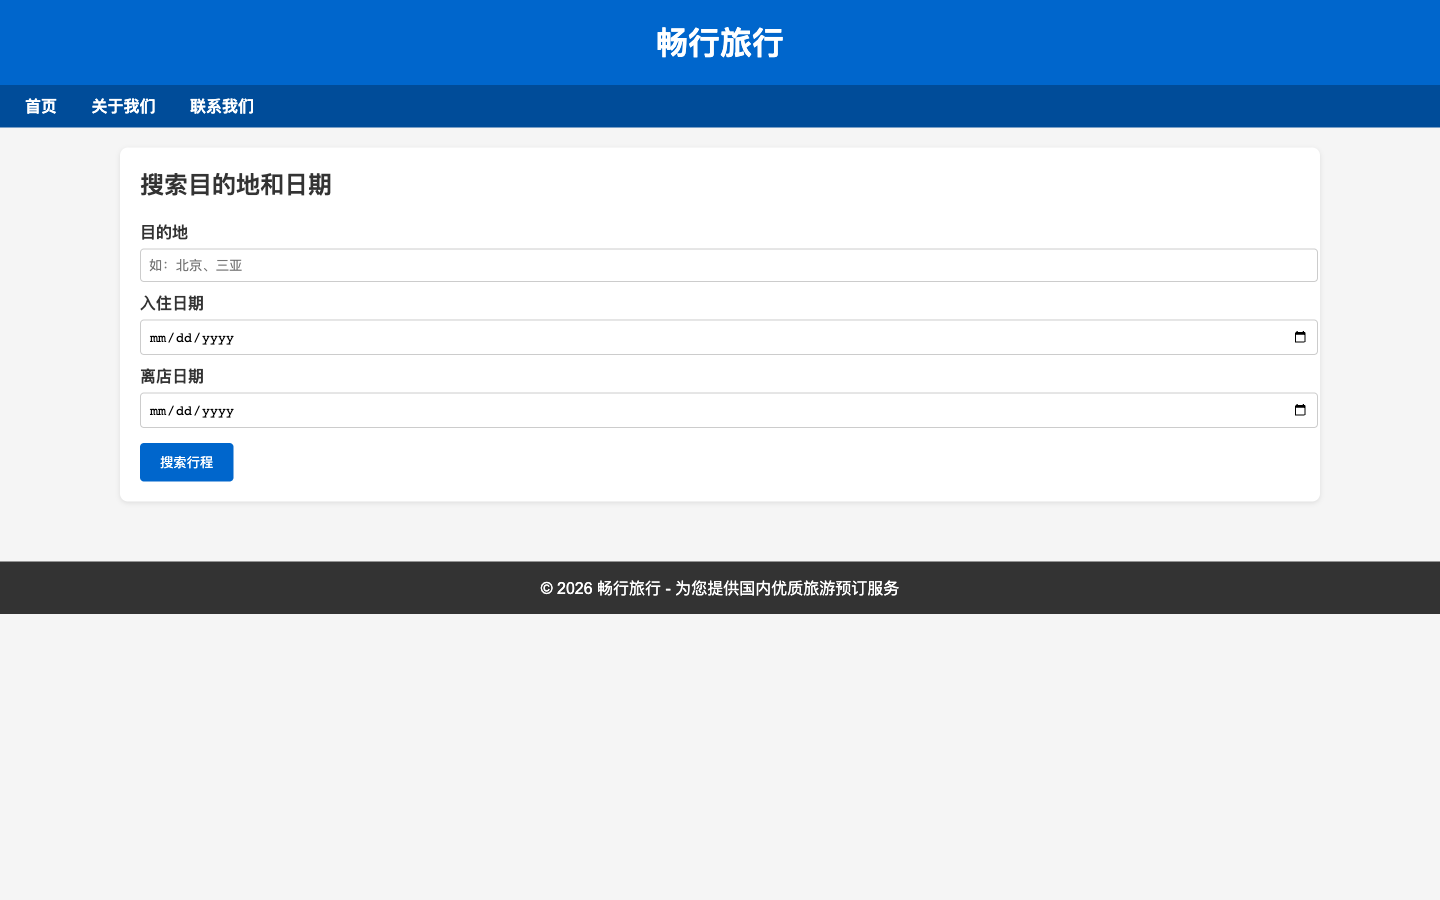 畅行旅行
首页 关于我们 联系我们
搜索目的地和日期
目的地
如：北京、三亚
入住日期
mm/dd/yyyy
离店日期
mm/dd/yyyy
搜索行程
© 2026 畅行旅行 - 为您提供国内优质旅游预订服务